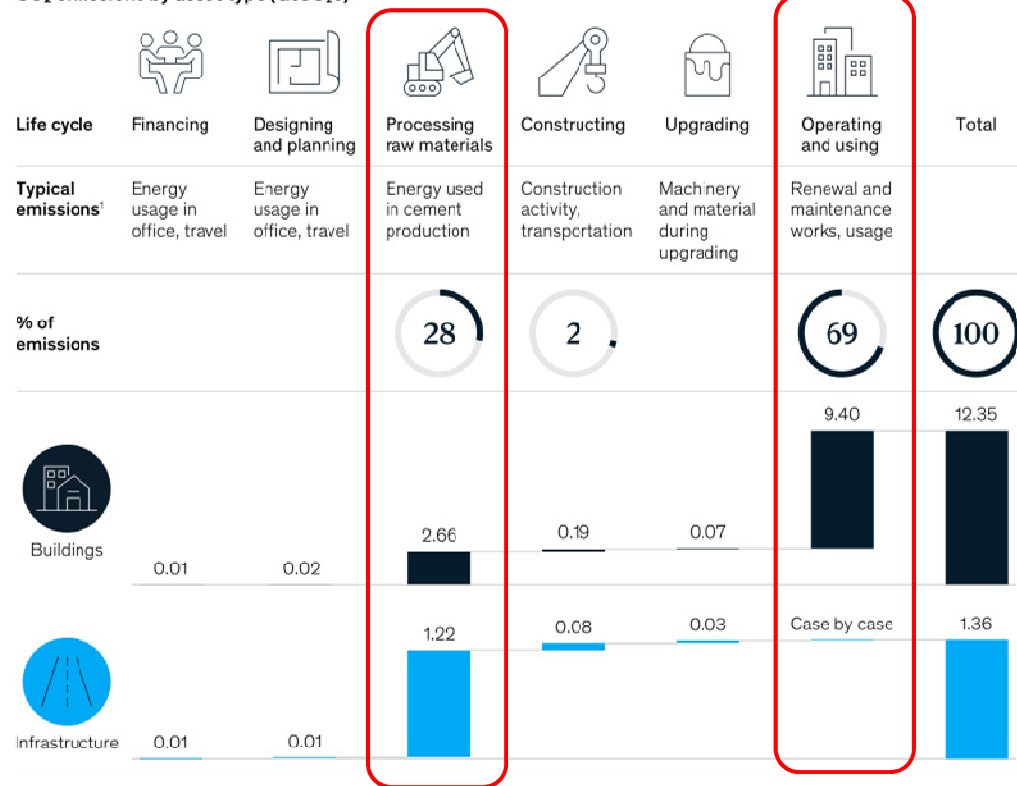 Life cycle
Financing
Designing
and planning
Processing
raw materials
Constructing
Upgrading
Operating
and using
Total
Typical
emissions¹
Energy
usage in
office, travel
Energy
usage in
office, travel
Energy used
in cement
production
Construction
activity,
transportation
Machinery
and material
during
upgrading
Renewal and
maintenance
works, usage
% of
emissions
28
2
69
100
Buildings
0.01
0.02
2.66
0.19
0.07
9.40
12.35
Infrastructure
0.01
0.01
1.22
0.08
0.03
Case by case
1.36